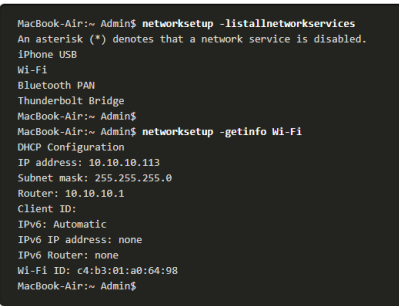 MacBook-Air:~ Admin$ networksetup -listallnetworkservices
An asterisk (*) denotes that a network service is disabled.
iPhone USB
Wi-Fi
Bluetooth PAN
Thunderbolt Bridge
MacBook-Air:~ Admin$
MacBook-Air:~ Admin$ networksetup -getinfo Wi-Fi
DHCP Configuration
IP address: 10.10.10.113
Subnet mask: 255.255.255.0
Router: 10.10.10.1
Client ID:
IPv6: Automatic
IPv6 IP address: none
IPv6 Router: none
Wi-Fi ID: c4:b3:01:a0:64:98
MacBook-Air:~ Admin$